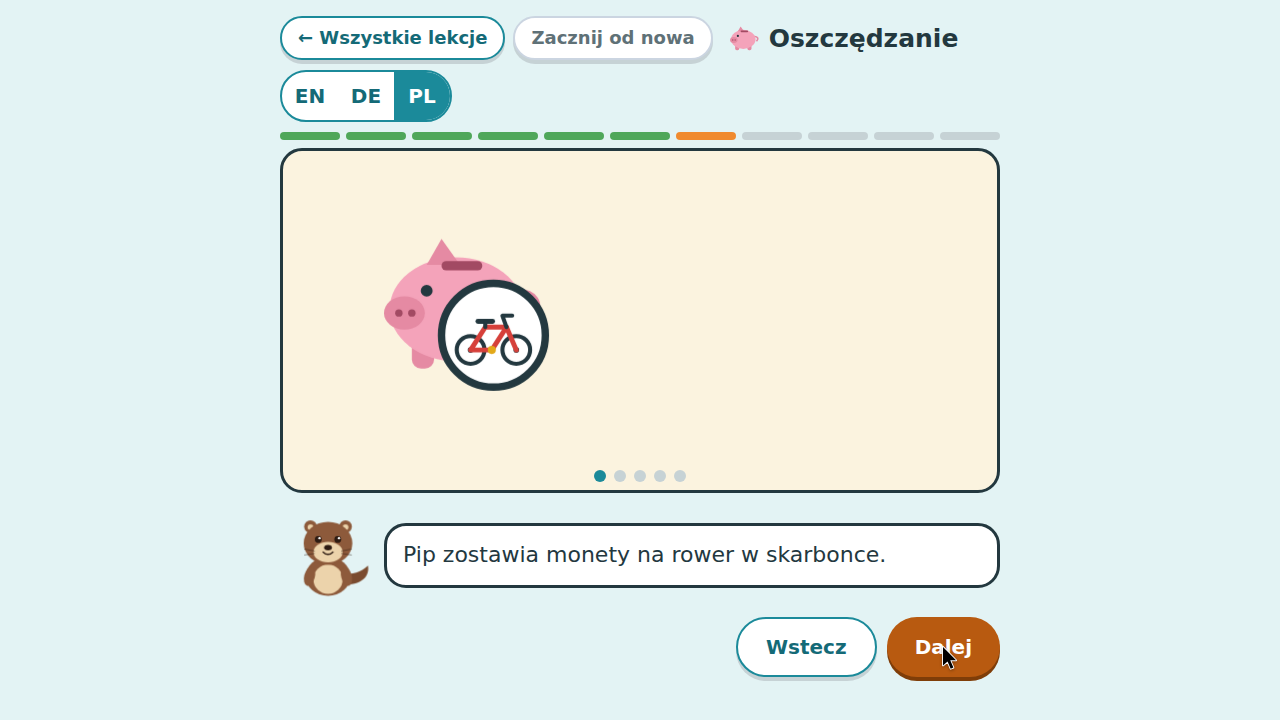 ← Wszystkie lekcje
Zacznij od nowa
Oszczędzanie
EN DE PL
Pip zostawia monety na rower w skarbonce.
Wstecz
Dalej